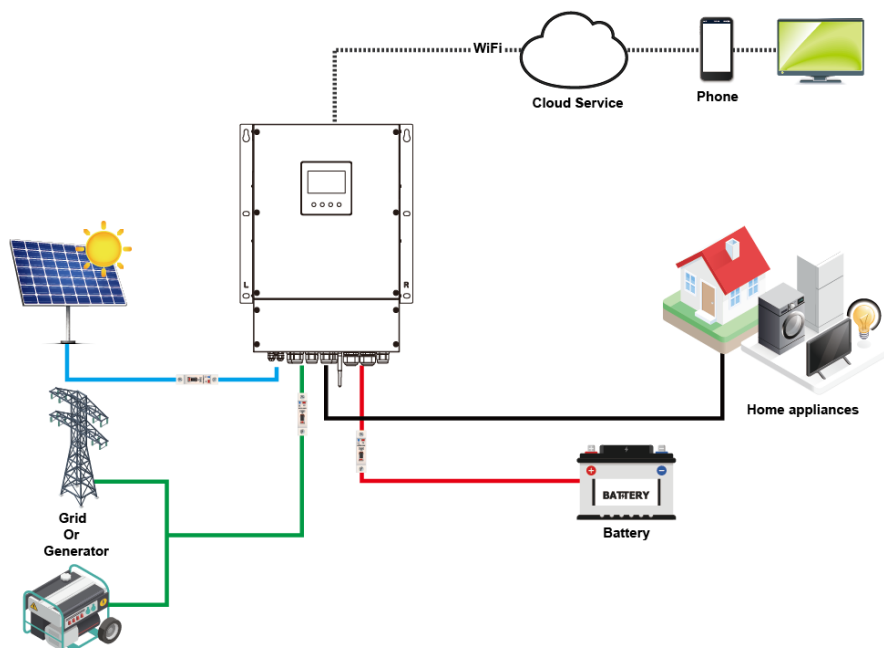 WiFi
Cloud Service
Phone
L
R
Home appliances
BATTERY
Battery
Grid
Or
Generator